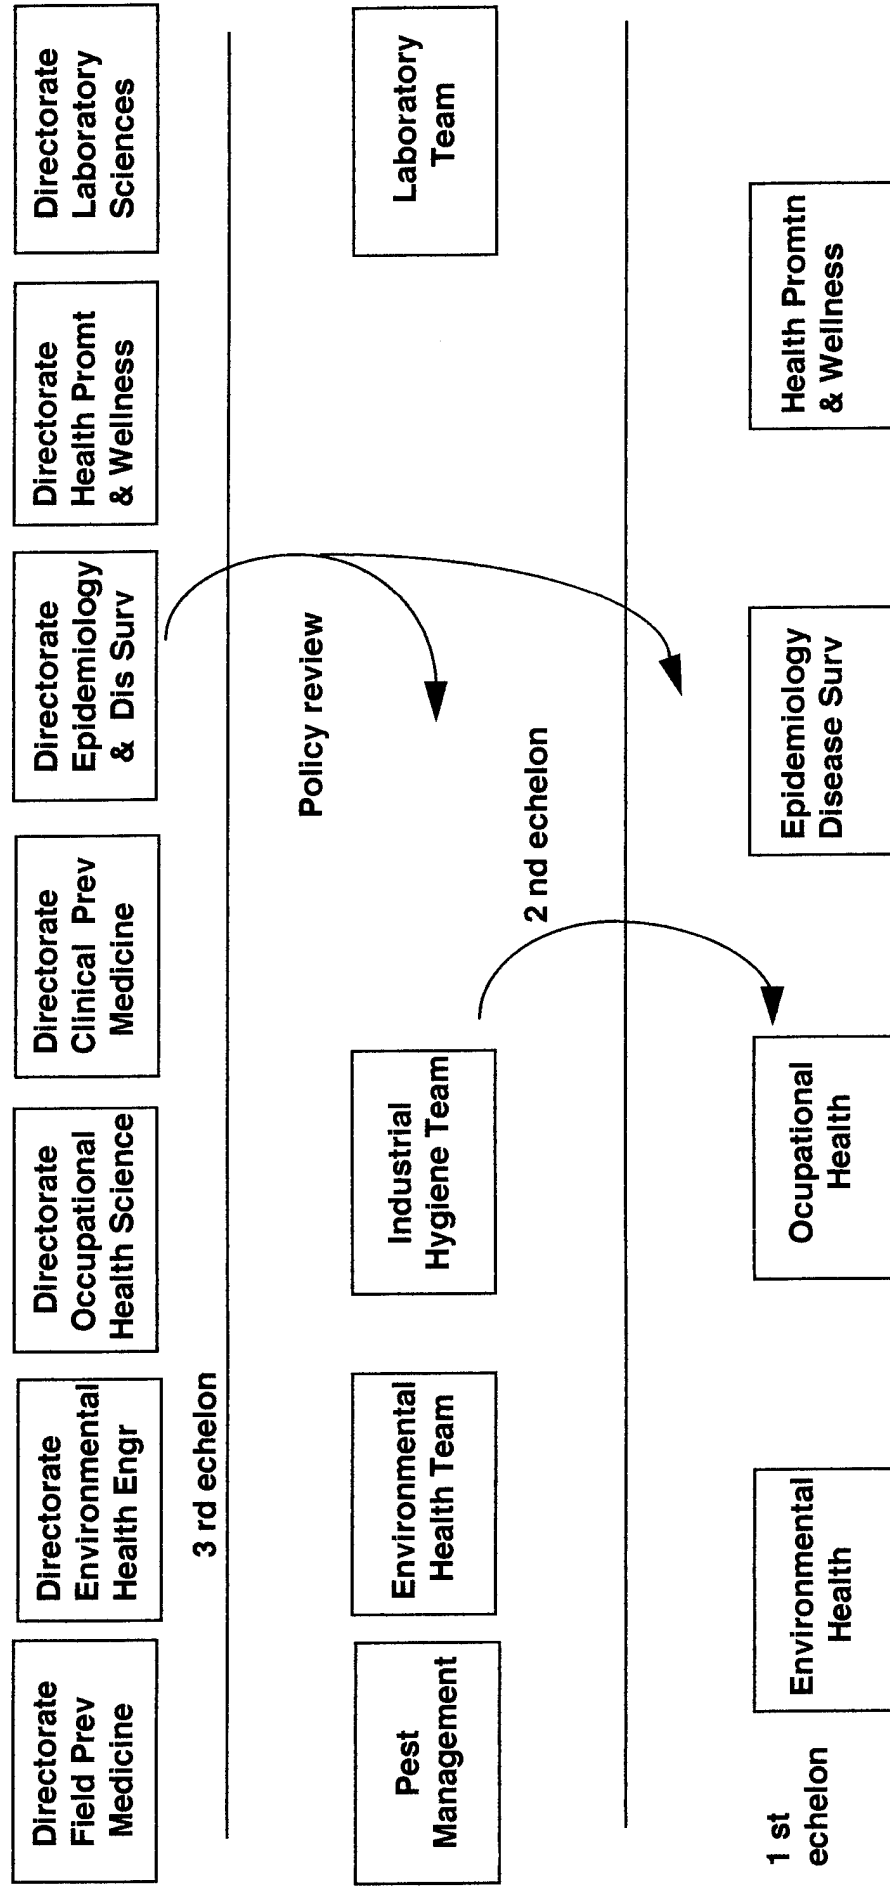 Directorate
Field Prev
Medicine
Directorate
Environmental
Health Engr
Directorate
Occupational
Health Science
Directorate
Clinical Prev
Medicine
Directorate
Epidemiology
& Dis Surv
Directorate
Health Promt
& Wellness
Directorate
Laboratory
Sciences
3 rd echelon
Policy review
Pest
Management
Environmental
Health Team
Industrial
Hygiene Team
Laboratory
Team
2 nd echelon
1 st
echelon
Environmental
Health
Ocupational
Health
Epidemiology
Disease Surv
Health Promtn
& Wellness